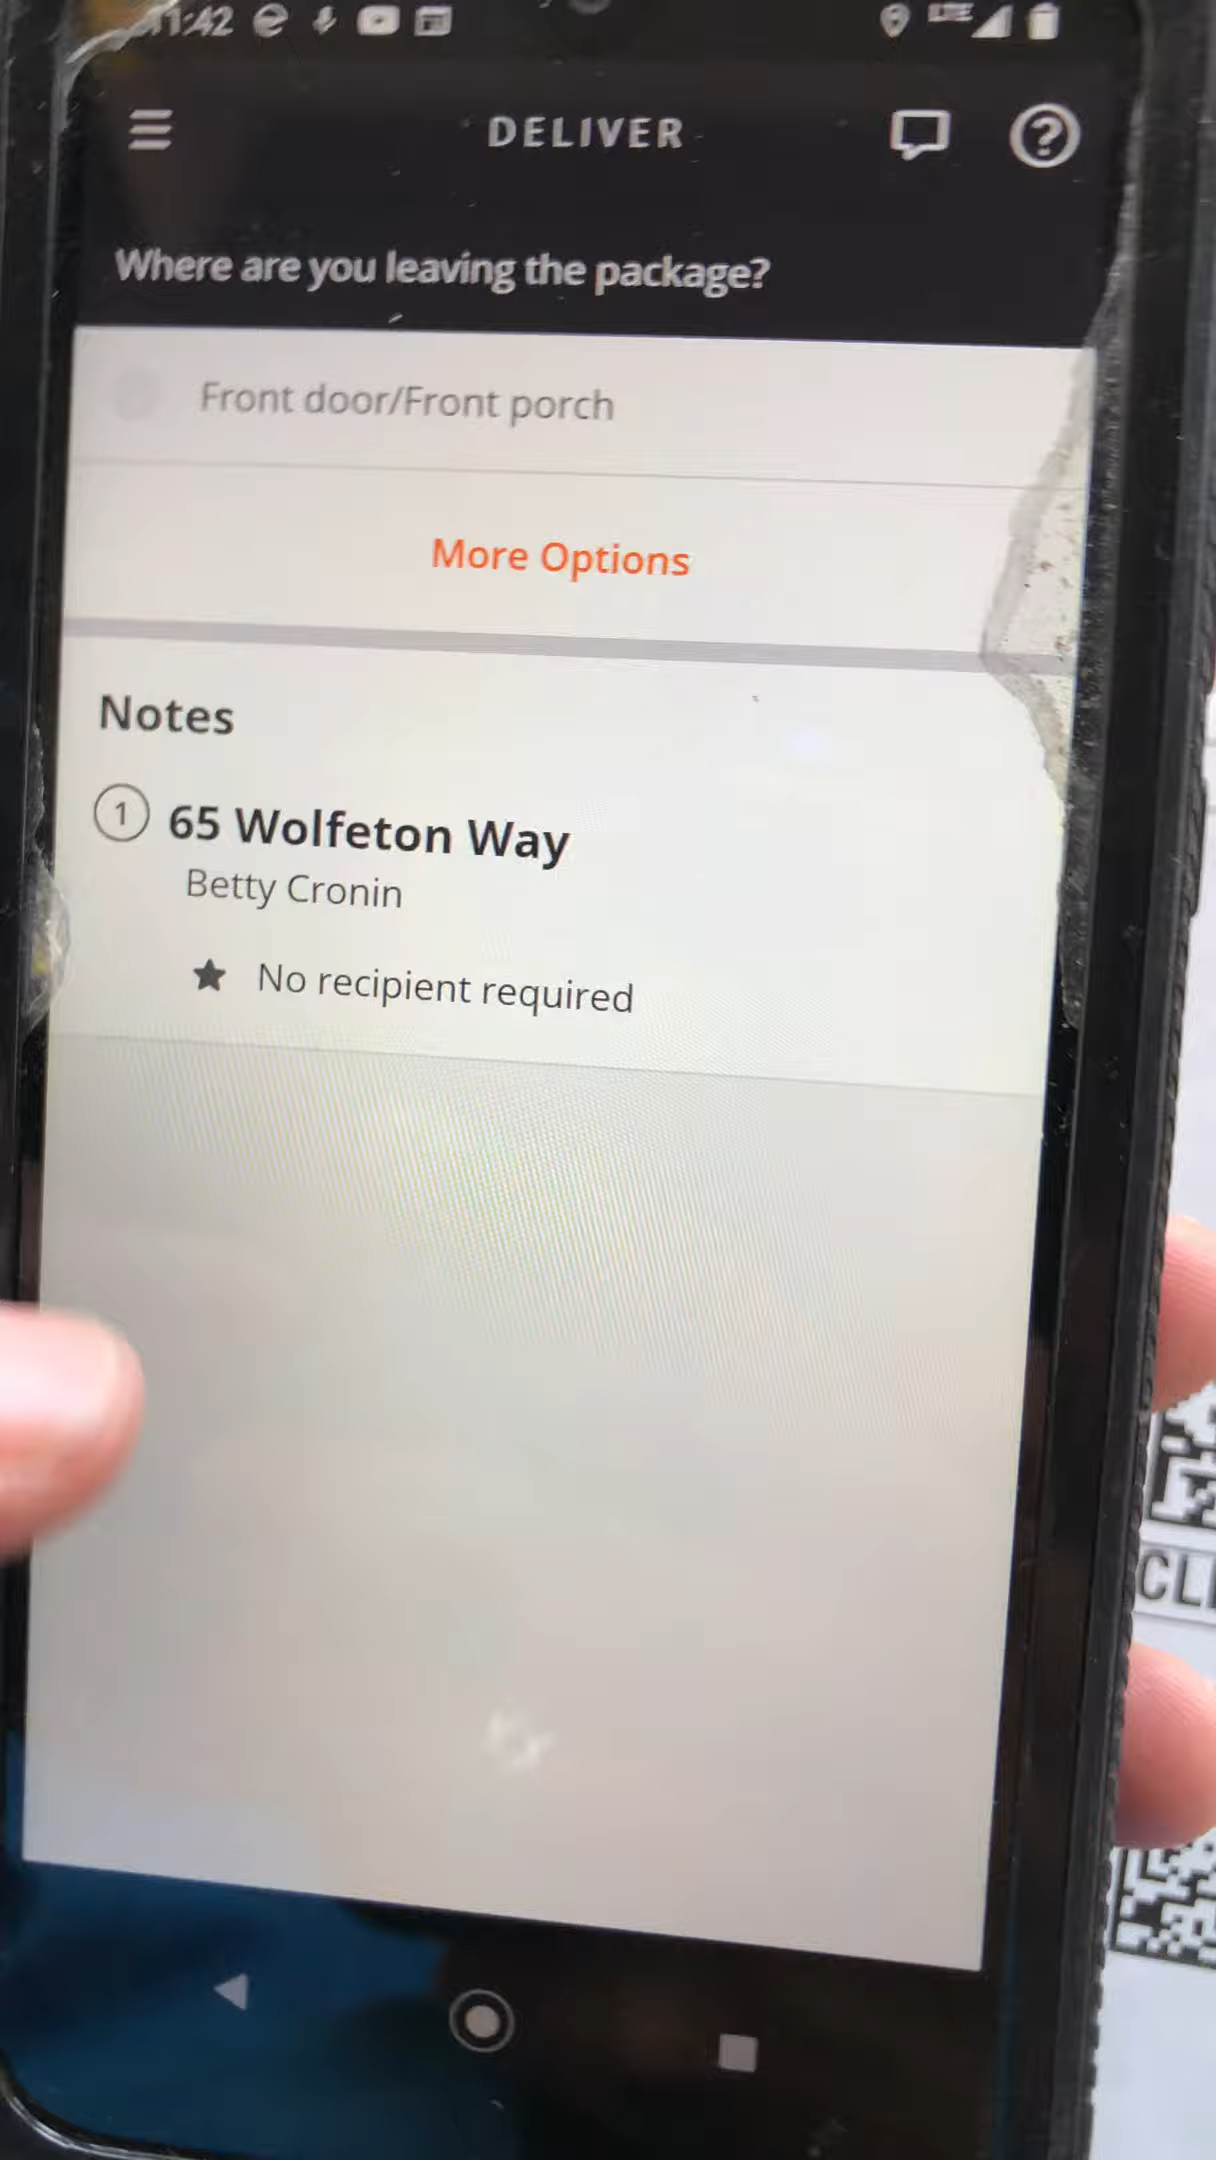 11:42 LTE
DELIVER
Where are you leaving the package?
Front door/Front porch
More Options
Notes
1 65 Wolfeton Way
Betty Cronin
No recipient required